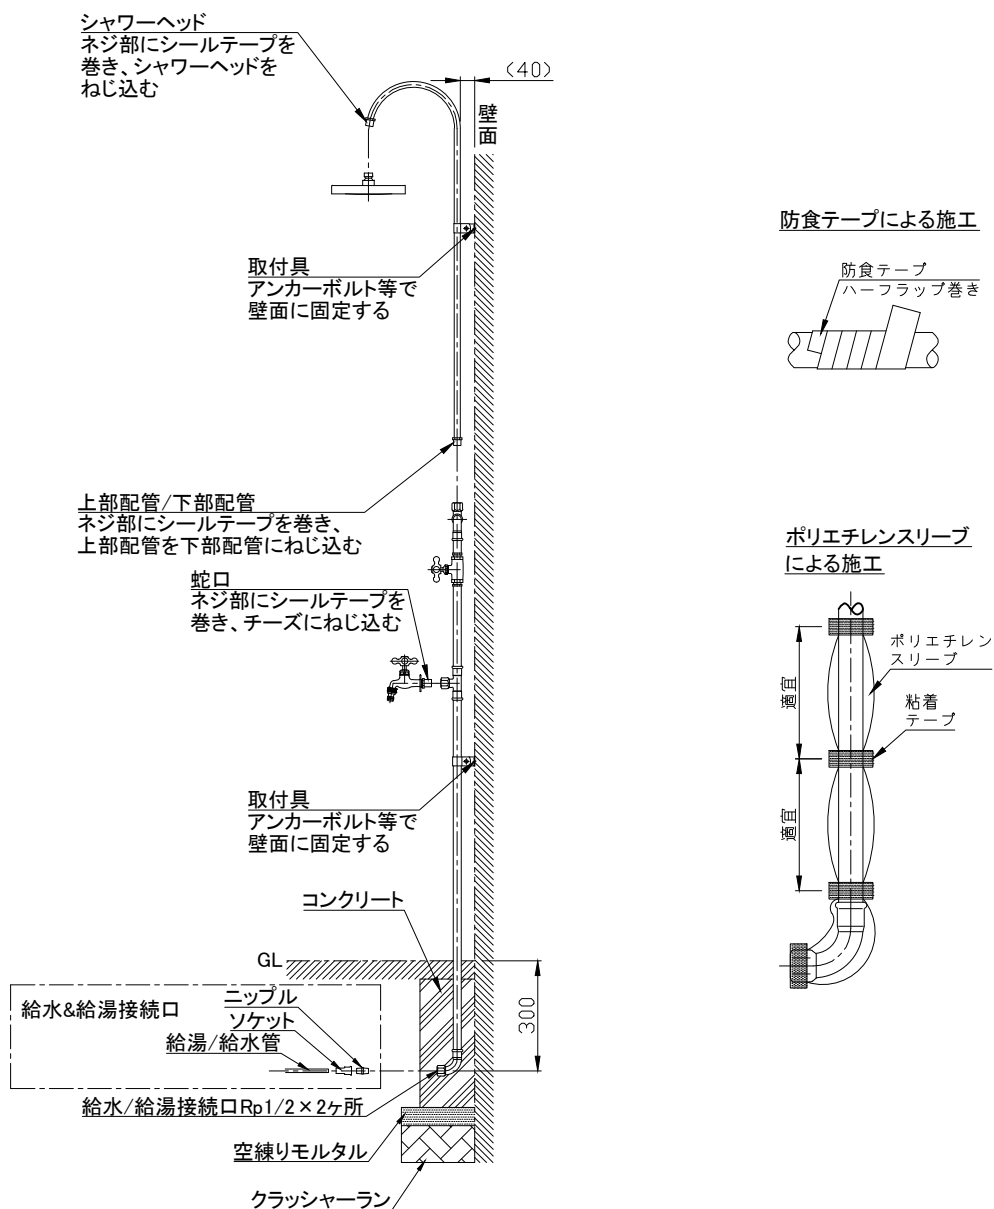 シャワーヘッド
ネジ部にシールテープを
巻き、シャワーヘッドを
ねじ込む
(40)
壁面
取付具
アンカーボルト等で
壁面に固定する
上部配管/下部配管
ネジ部にシールテープを巻き、
上部配管を下部配管にねじ込む
蛇口
ネジ部にシールテープを
巻き、チーズにねじ込む
取付具
アンカーボルト等で
壁面に固定する
コンクリート
GL
300
給水&給湯接続口
ニップル
ソケット
給湯/給水管
給水/給湯接続口Rp1/2×2ヶ所
空練りモルタル
クラッシャーラン
防食テープによる施工
防食テープ
ハーフラップ巻き
ポリエチレンスリーブ
による施工
ポリエチレン
スリーブ
適宜
粘着
テープ
適宜